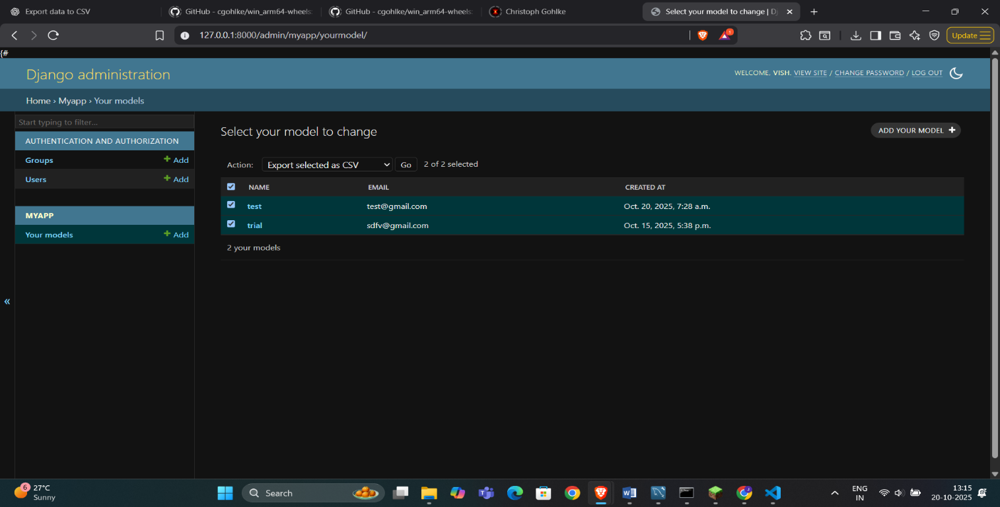 Export data to CSV
GitHub - cgohlke/win_arm64-wheels:
GitHub - cgohlke/win_arm64-wheels:
Christoph Gohlke
Select your model to change | Dj
127.0.0.1:8000/admin/myapp/yourmodel/
1
Update
{#
Django administration
WELCOME, VISH. VIEW SITE / CHANGE PASSWORD / LOG OUT
Home › Myapp › Your models
Start typing to filter...
AUTHENTICATION AND AUTHORIZATION
Groups + Add
Users + Add
MYAPP
Your models + Add
«
Select your model to change
ADD YOUR MODEL +
Action: Export selected as CSV Go 2 of 2 selected
NAME EMAIL CREATED AT
test test@gmail.com Oct. 20, 2025, 7:28 a.m.
trial sdfv@gmail.com Oct. 15, 2025, 5:38 p.m.
2 your models
6
27°C
Sunny
Search
ENG
IN
13:15
20-10-2025